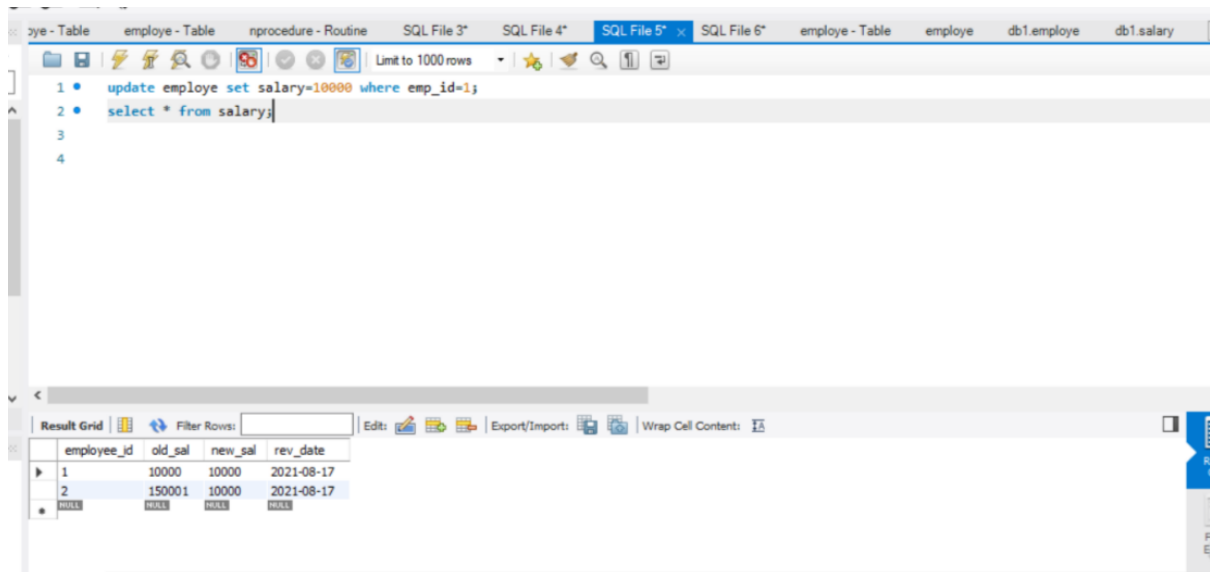 oye - Table employe - Table nprocedure - Routine SQL File 3* SQL File 4* SQL File 5* × SQL File 6* employe - Table employe db1.employe db1.salary
Limit to 1000 rows
1 update employe set salary=10000 where emp_id=1;
2 select * from salary;
3
4
Result Grid Filter Rows: Edit: Export/Import: Wrap Cell Content:
employee_id old_sal new_sal rev_date
1 10000 10000 2021-08-17
2 150001 10000 2021-08-17
NULL NULL NULL NULL